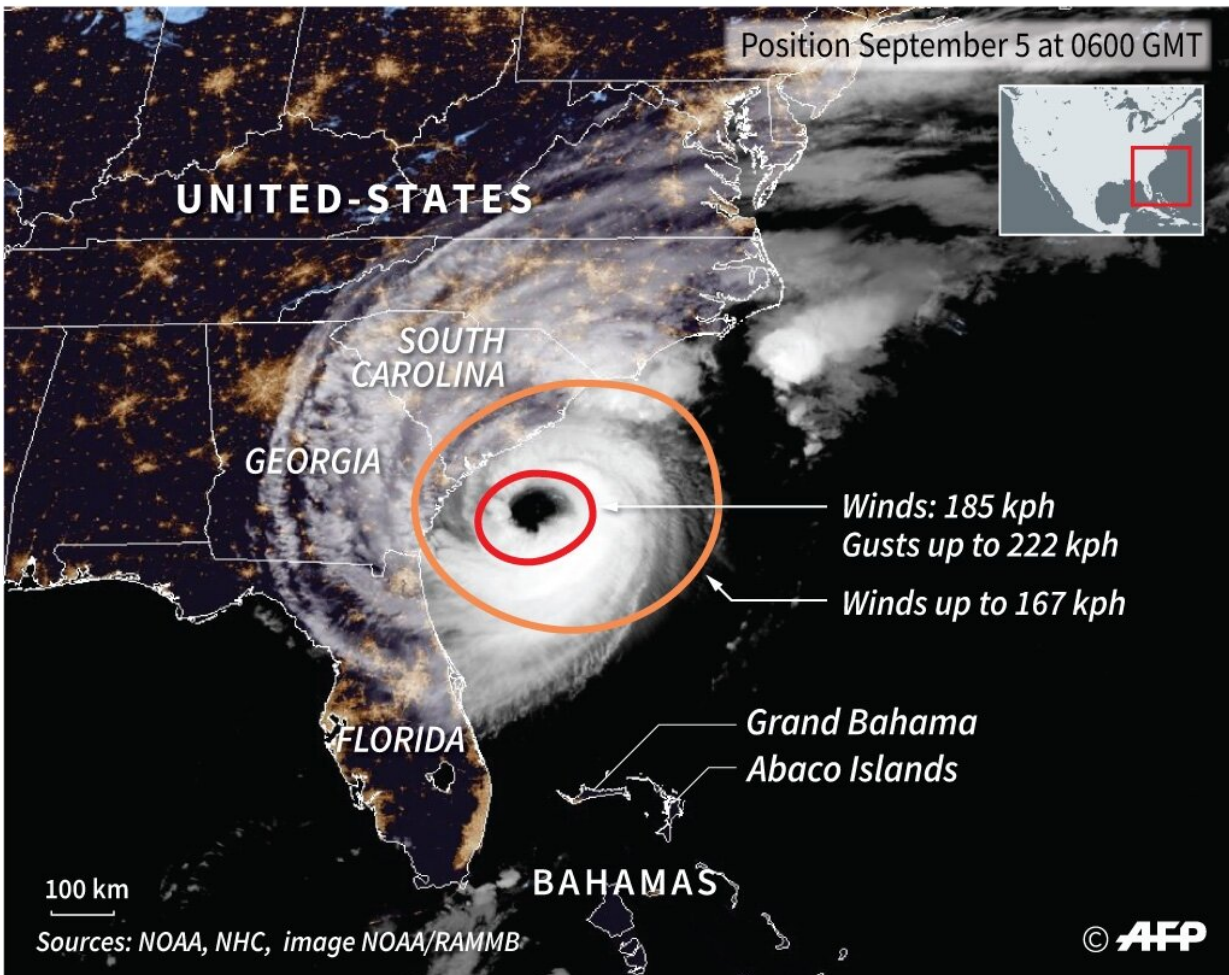 Position September 5 at 0600 GMT
UNITED-STATES
SOUTH
CAROLINA
GEORGIA
Winds: 185 kph
Gusts up to 222 kph
Winds up to 167 kph
Grand Bahama
FLORIDA
Abaco Islands
BAHAMAS
100 km
Sources: NOAA, NHC, image NOAA/RAMMB
© AFP